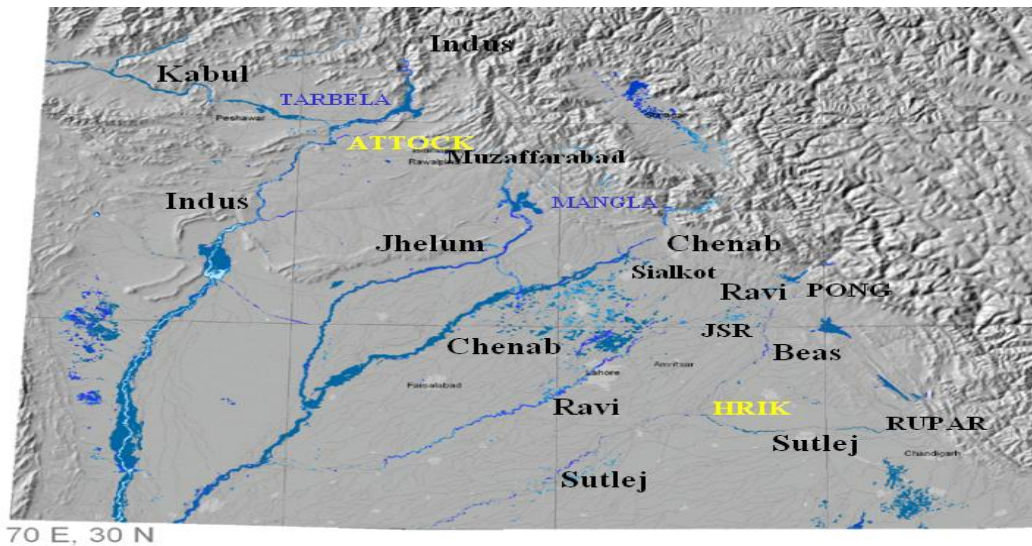 Indus
Kabul
TARBELA
Peshawar
ATTOCK
Rawalpindi
Muzaffarabad
Indus
MANGLA
Jhelum
Chenab
Sialkot
Ravi
PONG
JSR
Chenab
Beas
Amritsar
Lahore
Faisalabad
Ravi
HRIK
RUPAR
Sutlej
Chandigarh
Sutlej
70 E, 30 N